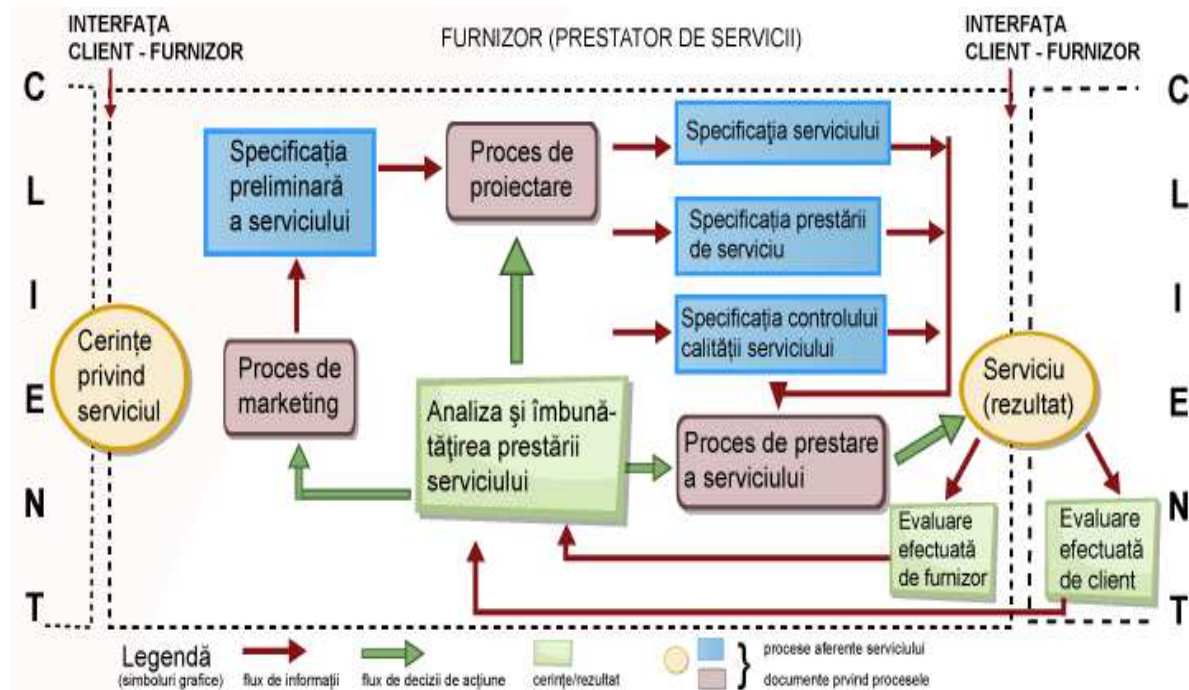 INTERFAŢA
CLIENT - FURNIZOR
FURNIZOR (PRESTATOR DE SERVICII)
INTERFAŢA
CLIENT - FURNIZOR
C
L
I
E
N
T
Specificația
preliminară
a serviciului
Proces de
proiectare
Specificaţia serviciului
Specificaţia prestării
de serviciu
Specificaţia controlului
calităţii serviciului
Cerințe
privind
serviciul
Proces de
marketing
Analiza şi îmbună-
tăţirea prestării
serviciului
Proces de prestare
a serviciului
Serviciu
(rezultat)
Evaluare
efectuată
de furnizor
Evaluare
efectuată
de client
C
L
I
E
N
T
Legendă
(simboluri grafice)
flux de informaţii
flux de decizii de acţiune
cerinţe/rezultat
}
procese aferente serviciului
documente prvind procesele